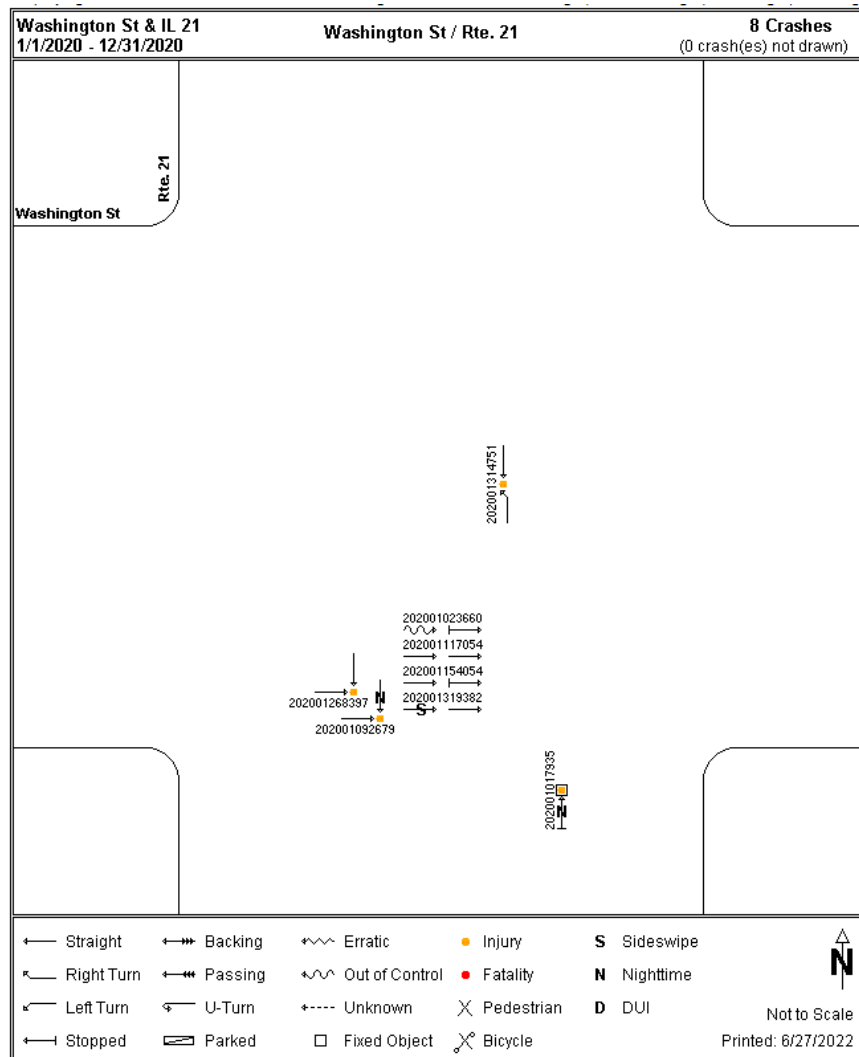 Washington St & IL 21
1/1/2020 - 12/31/2020
Washington St / Rte. 21
8 Crashes
(0 crash(es) not drawn)
Rte. 21
Washington St
202001314751
202001023660
202001117054
202001154054
202001319382
S
N
202001268397
202001092679
202001017935
N
Straight
Backing
Erratic
Injury
S Sideswipe
Right Turn
Passing
Out of Control
Fatality
N Nighttime
Left Turn
U-Turn
Unknown
Pedestrian
D DUI
Stopped
Parked
Fixed Object
Bicycle
N
Not to Scale
Printed: 6/27/2022